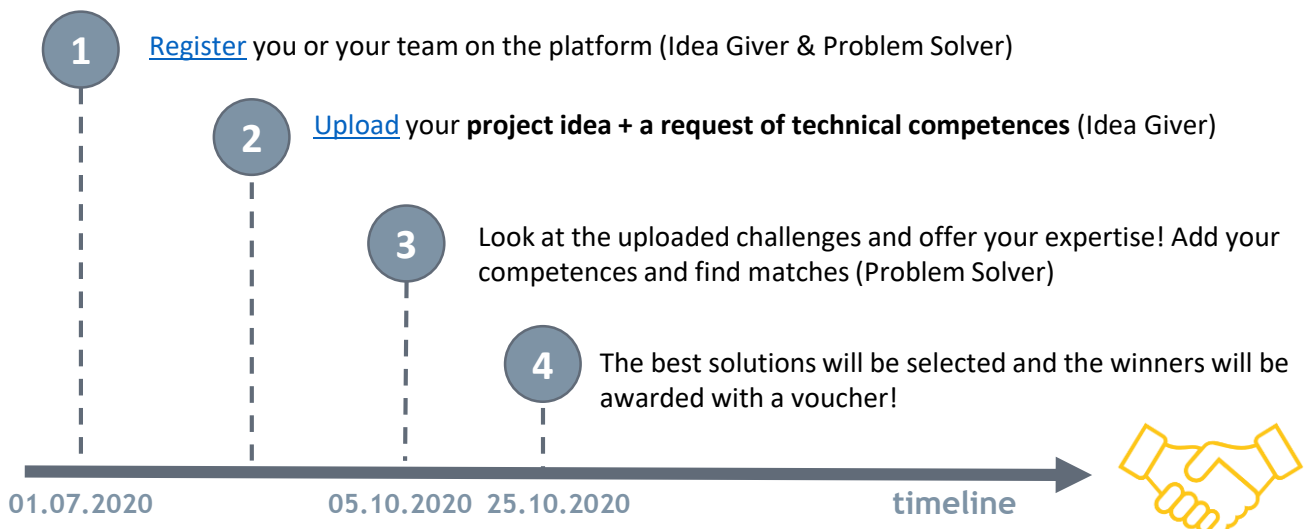 1
Register you or your team on the platform (Idea Giver & Problem Solver)
2
Upload your project idea + a request of technical competences (Idea Giver)
3
Look at the uploaded challenges and offer your expertise! Add your
competences and find matches (Problem Solver)
4
The best solutions will be selected and the winners will be
awarded with a voucher!
01.07.2020
05.10.2020
25.10.2020
timeline